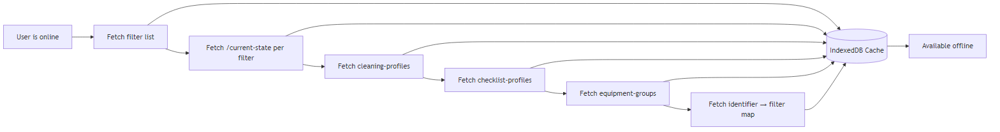 User is online
Fetch filter list
Fetch /current-state per
filter
Fetch cleaning-profiles
Fetch checklist-profiles
Fetch equipment-groups
Fetch identifier → filter
map
IndexedDB Cache
Available offline